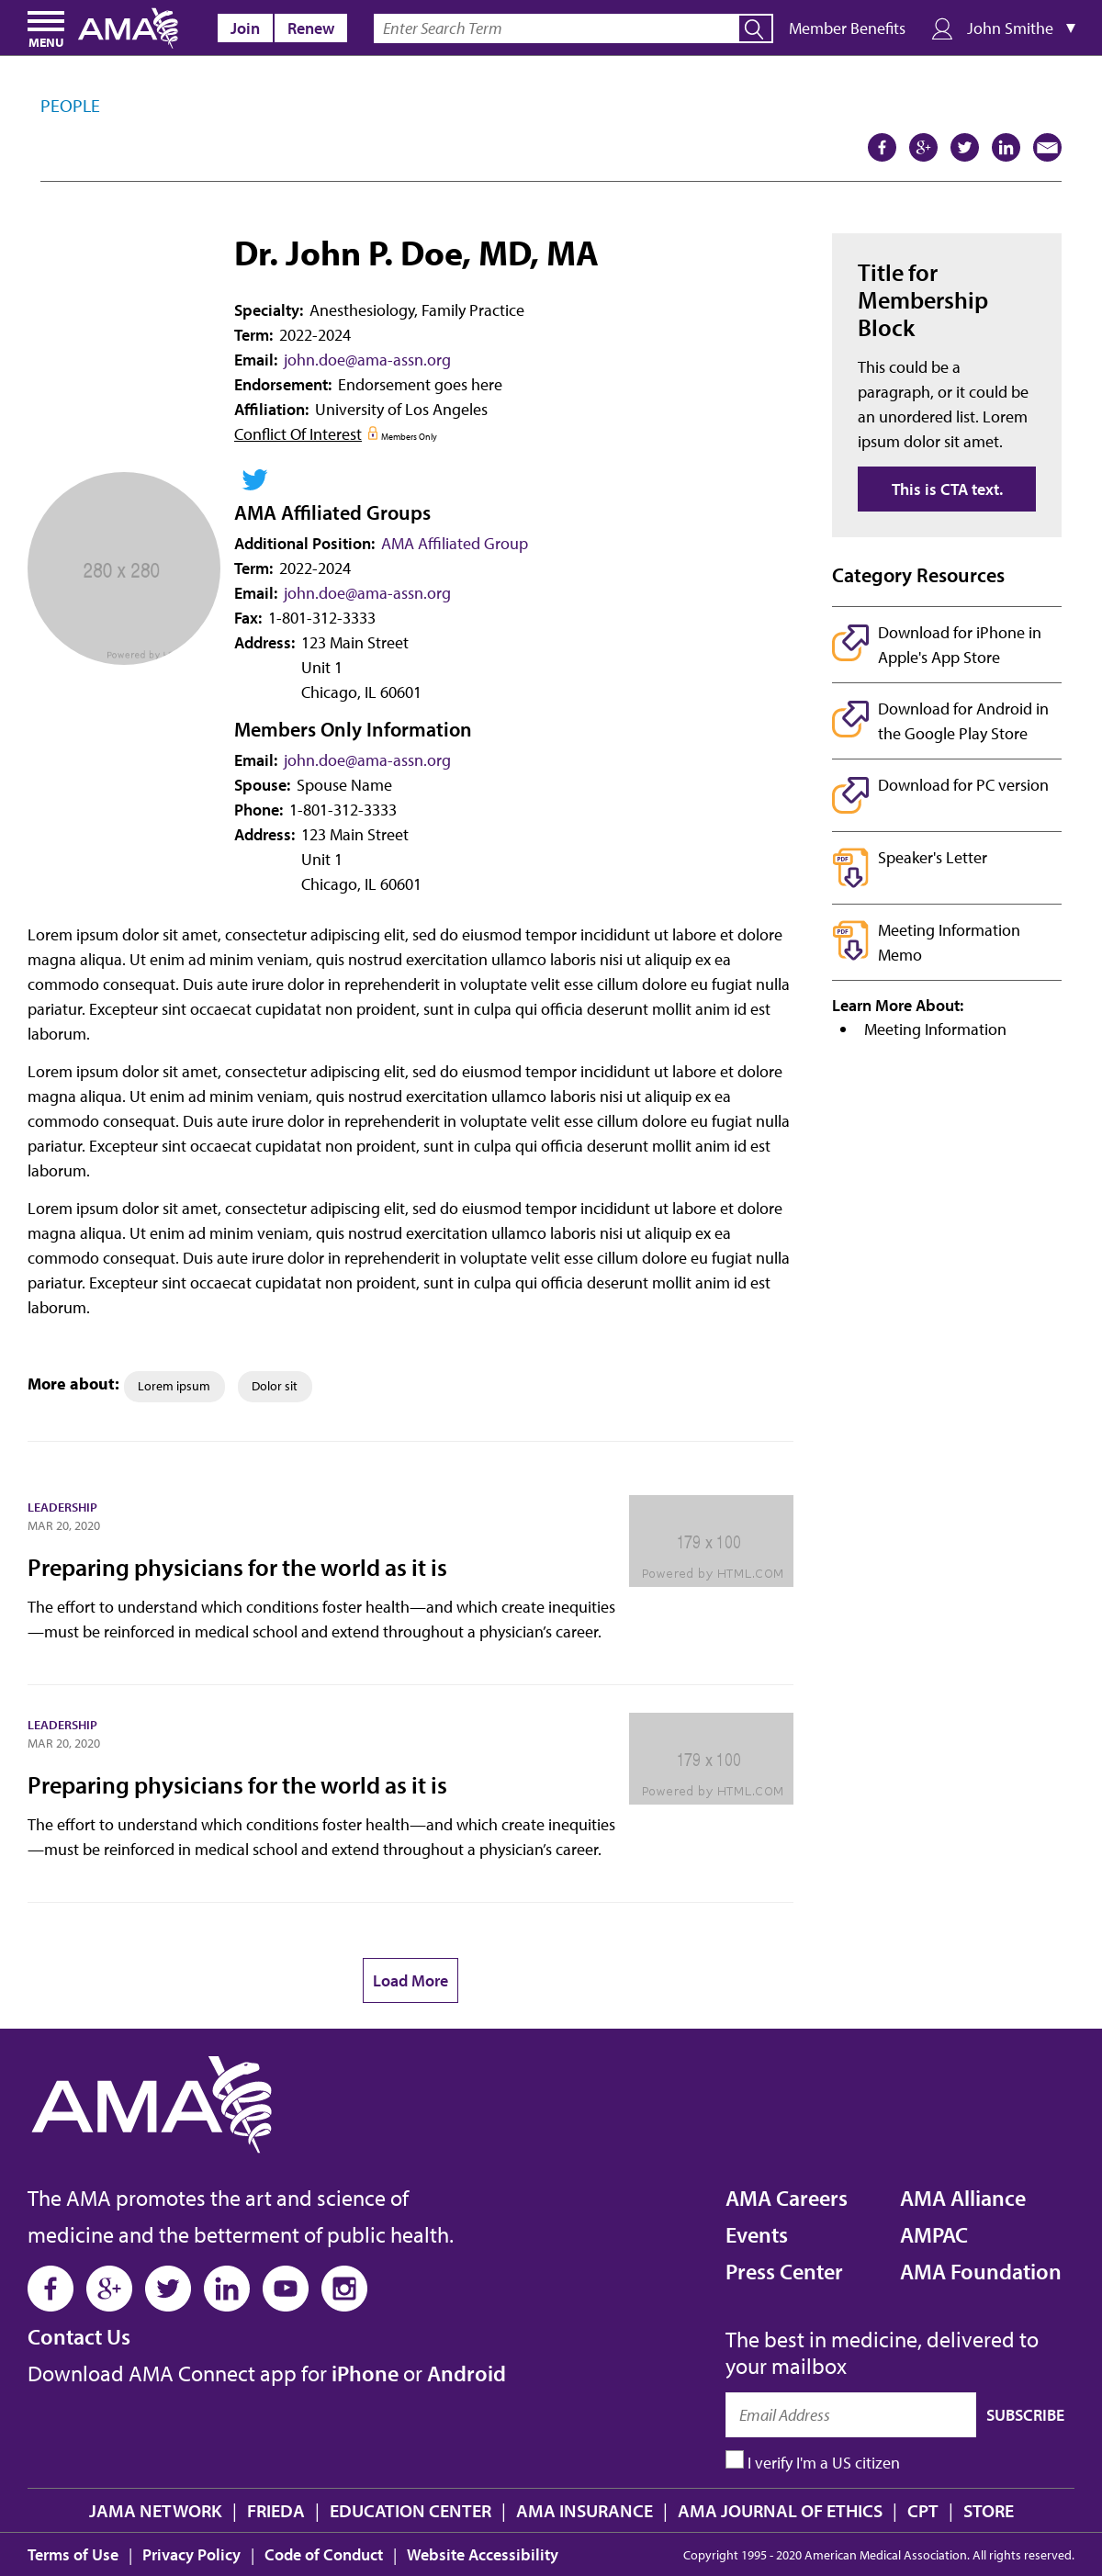 MENU AMA Join Renew Enter Search Term Member Benefits John Smithe ▼
PEOPLE
Dr. John P. Doe, MD, MA
Specialty: Anesthesiology, Family Practice
Term: 2022-2024
Email: john.doe@ama-assn.org
Endorsement: Endorsement goes here
Affiliation: University of Los Angeles
Conflict Of Interest Members Only
280 x 280
Powered by
AMA Affiliated Groups
Additional Position: AMA Affiliated Group
Term: 2022-2024
Email: john.doe@ama-assn.org
Fax: 1-801-312-3333
Address: 123 Main Street
Unit 1
Chicago, IL 60601
Members Only Information
Email: john.doe@ama-assn.org
Spouse: Spouse Name
Phone: 1-801-312-3333
Address: 123 Main Street
Unit 1
Chicago, IL 60601
Lorem ipsum dolor sit amet, consectetur adipiscing elit, sed do eiusmod tempor incididunt ut labore et dolore
magna aliqua. Ut enim ad minim veniam, quis nostrud exercitation ullamco laboris nisi ut aliquip ex ea
commodo consequat. Duis aute irure dolor in reprehenderit in voluptate velit esse cillum dolore eu fugiat nulla
pariatur. Excepteur sint occaecat cupidatat non proident, sunt in culpa qui officia deserunt mollit anim id est
laborum.
Lorem ipsum dolor sit amet, consectetur adipiscing elit, sed do eiusmod tempor incididunt ut labore et dolore
magna aliqua. Ut enim ad minim veniam, quis nostrud exercitation ullamco laboris nisi ut aliquip ex ea
commodo consequat. Duis aute irure dolor in reprehenderit in voluptate velit esse cillum dolore eu fugiat nulla
pariatur. Excepteur sint occaecat cupidatat non proident, sunt in culpa qui officia deserunt mollit anim id est
laborum.
Lorem ipsum dolor sit amet, consectetur adipiscing elit, sed do eiusmod tempor incididunt ut labore et dolore
magna aliqua. Ut enim ad minim veniam, quis nostrud exercitation ullamco laboris nisi ut aliquip ex ea
commodo consequat. Duis aute irure dolor in reprehenderit in voluptate velit esse cillum dolore eu fugiat nulla
pariatur. Excepteur sint occaecat cupidatat non proident, sunt in culpa qui officia deserunt mollit anim id est
laborum.
More about: Lorem ipsum Dolor sit
LEADERSHIP
MAR 20, 2020
Preparing physicians for the world as it is
The effort to understand which conditions foster health—and which create inequities
—must be reinforced in medical school and extend throughout a physician’s career.
179 x 100
Powered by HTML.COM
LEADERSHIP
MAR 20, 2020
Preparing physicians for the world as it is
The effort to understand which conditions foster health—and which create inequities
—must be reinforced in medical school and extend throughout a physician’s career.
179 x 100
Powered by HTML.COM
Load More
Title for
Membership
Block
This could be a
paragraph, or it could be
an unordered list. Lorem
ipsum dolor sit amet.
This is CTA text.
Category Resources
Download for iPhone in
Apple's App Store
Download for Android in
the Google Play Store
Download for PC version
PDF Speaker's Letter
PDF Meeting Information
Memo
Learn More About:
• Meeting Information
AMA
The AMA promotes the art and science of
medicine and the betterment of public health.
Contact Us
Download AMA Connect app for iPhone or Android
AMA Careers AMA Alliance
Events AMPAC
Press Center AMA Foundation
The best in medicine, delivered to
your mailbox
Email Address SUBSCRIBE
I verify I'm a US citizen
JAMA NETWORK | FRIEDA | EDUCATION CENTER | AMA INSURANCE | AMA JOURNAL OF ETHICS | CPT | STORE
Terms of Use | Privacy Policy | Code of Conduct | Website Accessibility Copyright 1995 - 2020 American Medical Association. All rights reserved.